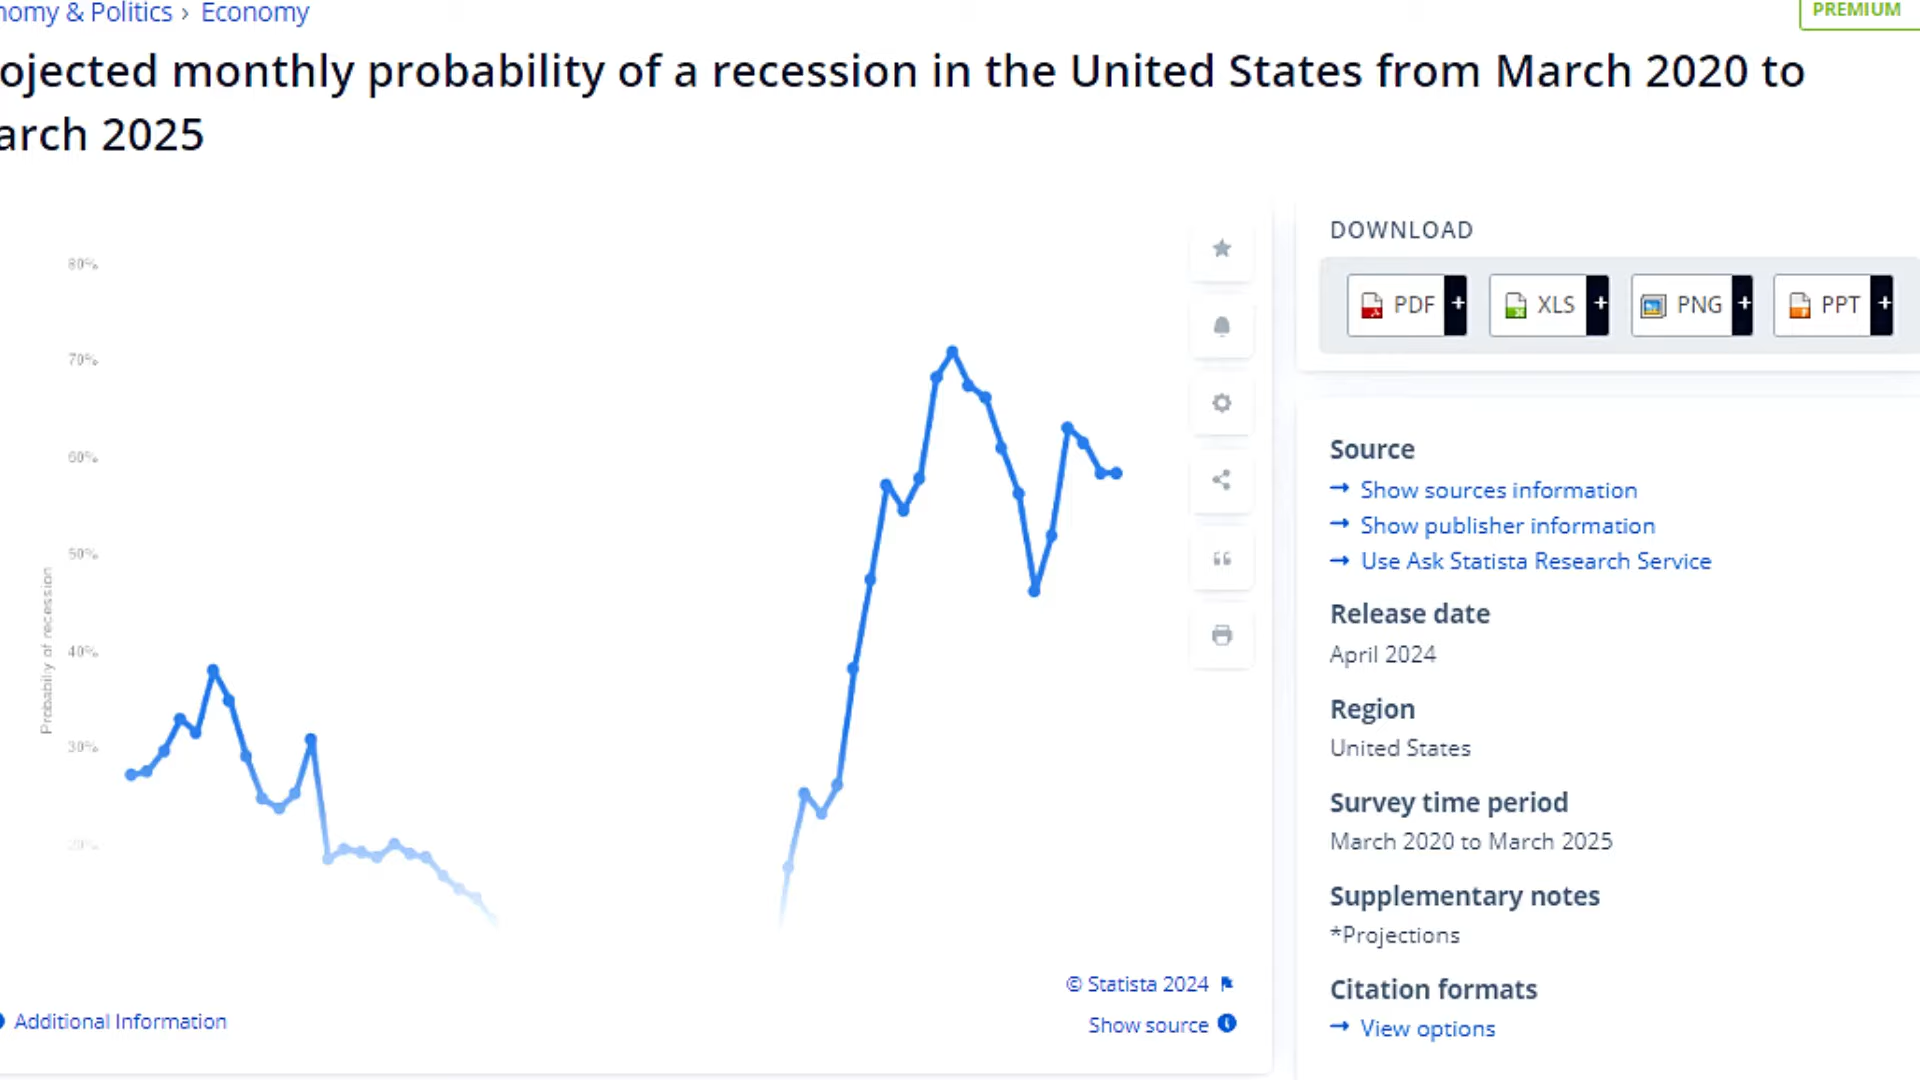 nomy & Politics › Economy
PREMIUM
ojected monthly probability of a recession in the United States from March 2020 to
arch 2025
DOWNLOAD
PDF +
XLS +
PNG +
PPT +
80%
70%
60%
50%
40%
30%
20%
Probability of recession
© Statista 2024
Additional Information
Show source
Source
→ Show sources information
→ Show publisher information
→ Use Ask Statista Research Service
Release date
April 2024
Region
United States
Survey time period
March 2020 to March 2025
Supplementary notes
*Projections
Citation formats
→ View options